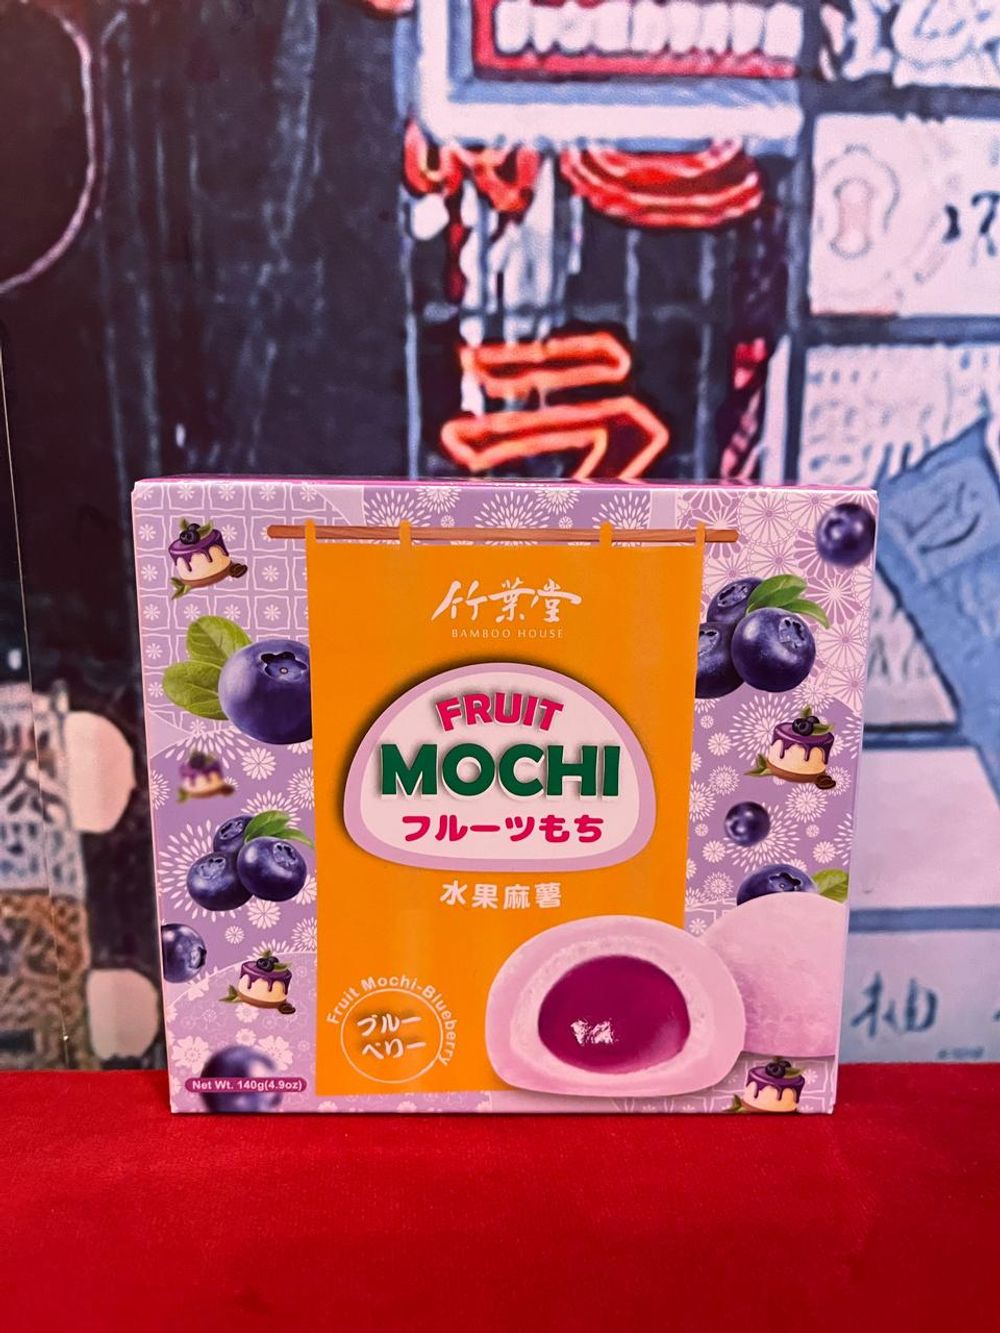 竹葉堂
BAMBOO HOUSE
FRUIT
MOCHI
フルーツもち
水果麻薯
Fruit Mochi-Blueberry
ブルー
ベリー
Net Wt. 140g(4.9oz)
柚